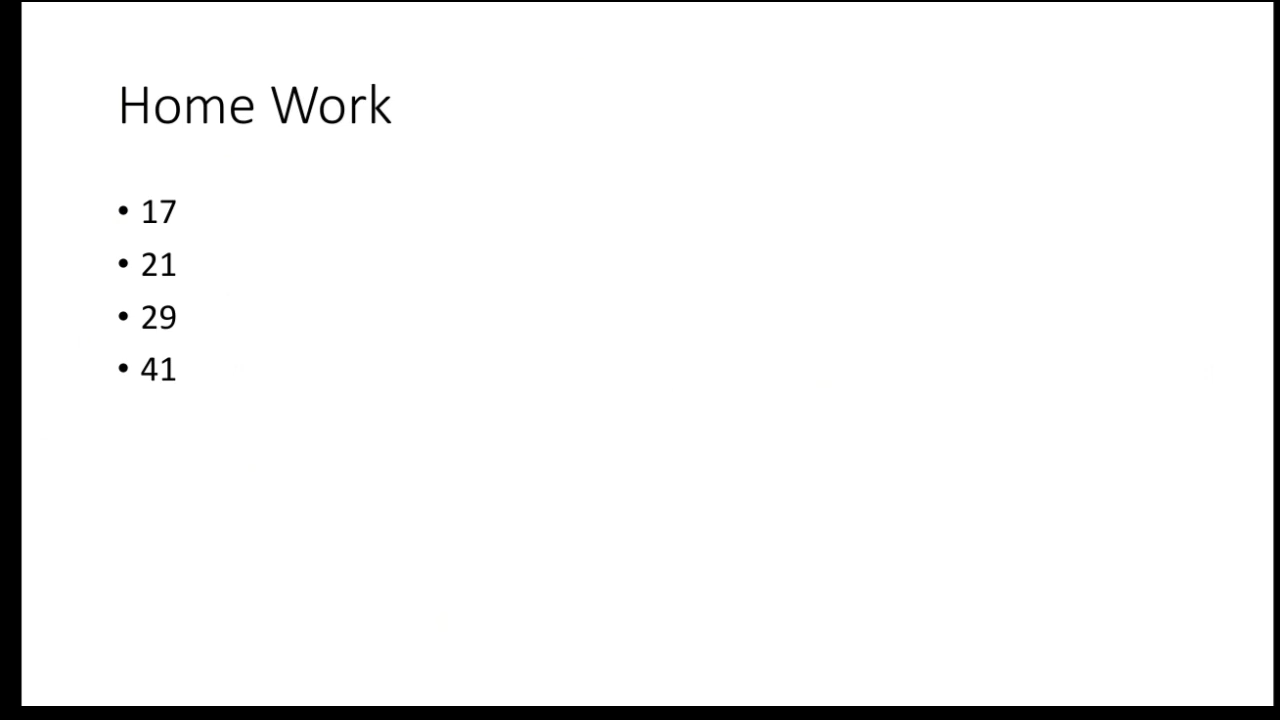 Home Work
• 17
• 21
• 29
• 41